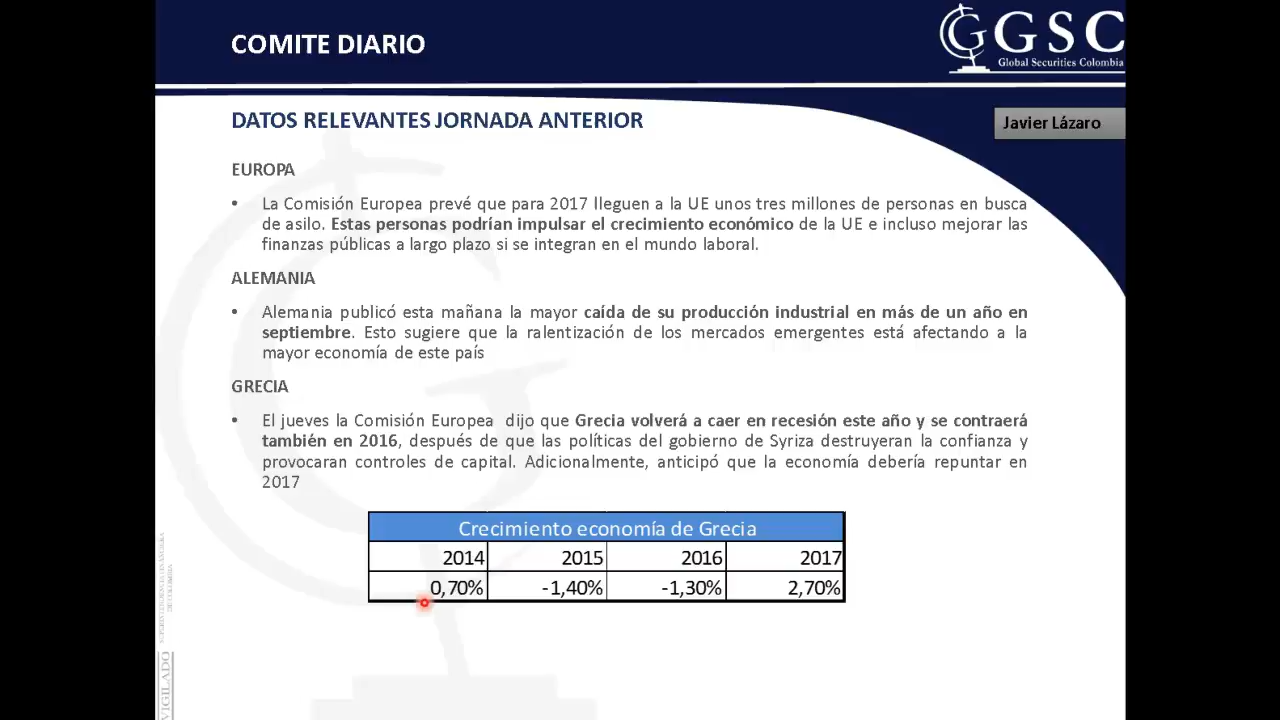 COMITE DIARIO
GGSC
Global Securities Colombia
DATOS RELEVANTES JORNADA ANTERIOR
Javier Lázaro
EUROPA
• La Comisión Europea prevé que para 2017 lleguen a la UE unos tres millones de personas en busca
de asilo. Estas personas podrían impulsar el crecimiento económico de la UE e incluso mejorar las
finanzas públicas a largo plazo si se integran en el mundo laboral.
ALEMANIA
• Alemania publicó esta mañana la mayor caída de su producción industrial en más de un año en
septiembre. Esto sugiere que la ralentización de los mercados emergentes está afectando a la
mayor economía de este país
GRECIA
• El jueves la Comisión Europea dijo que Grecia volverá a caer en recesión este año y se contraerá
también en 2016, después de que las políticas del gobierno de Syriza destruyeran la confianza y
provocaran controles de capital. Adicionalmente, anticipó que la economía debería repuntar en
2017
Crecimiento economía de Grecia
2014 2015 2016 2017
0,70% -1,40% -1,30% 2,70%
VIGILADO
SUPERINTENDENCIA FINANCIERA
DE COLOMBIA